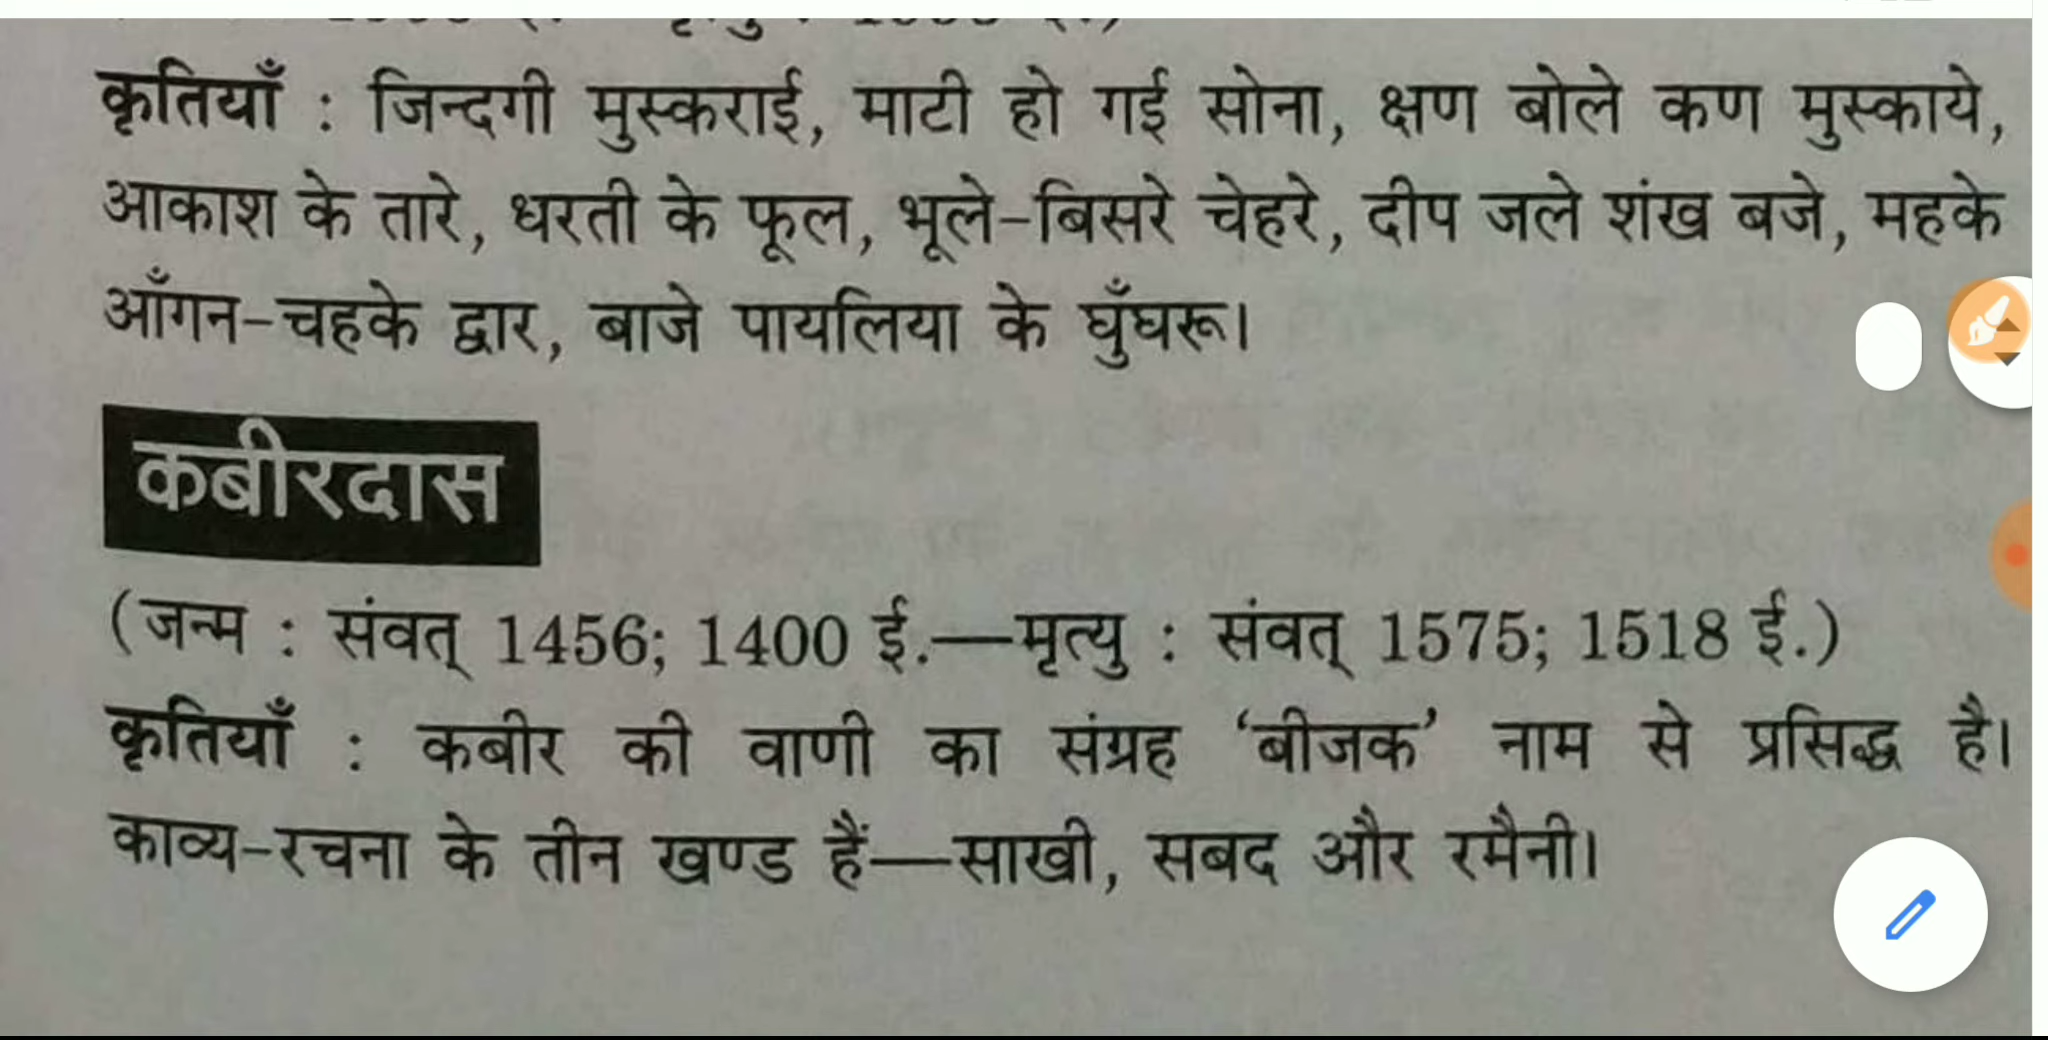 कृतियाँ : जिन्दगी मुस्कराई, माटी हो गई सोना, क्षण बोले कण मुस्काये,
आकाश के तारे, धरती के फूल, भूले-बिसरे चेहरे, दीप जले शंख बजे, महके
आँगन-चहके द्वार, बाजे पायलिया के घुँघरू।
कबीरदास
(जन्म : संवत् 1456; 1400 ई.—मृत्यु : संवत् 1575; 1518 ई.)
कृतियाँ : कबीर की वाणी का संग्रह ‘बीजक’ नाम से प्रसिद्ध है।
काव्य-रचना के तीन खण्ड हैं—साखी, सबद और रमैनी।